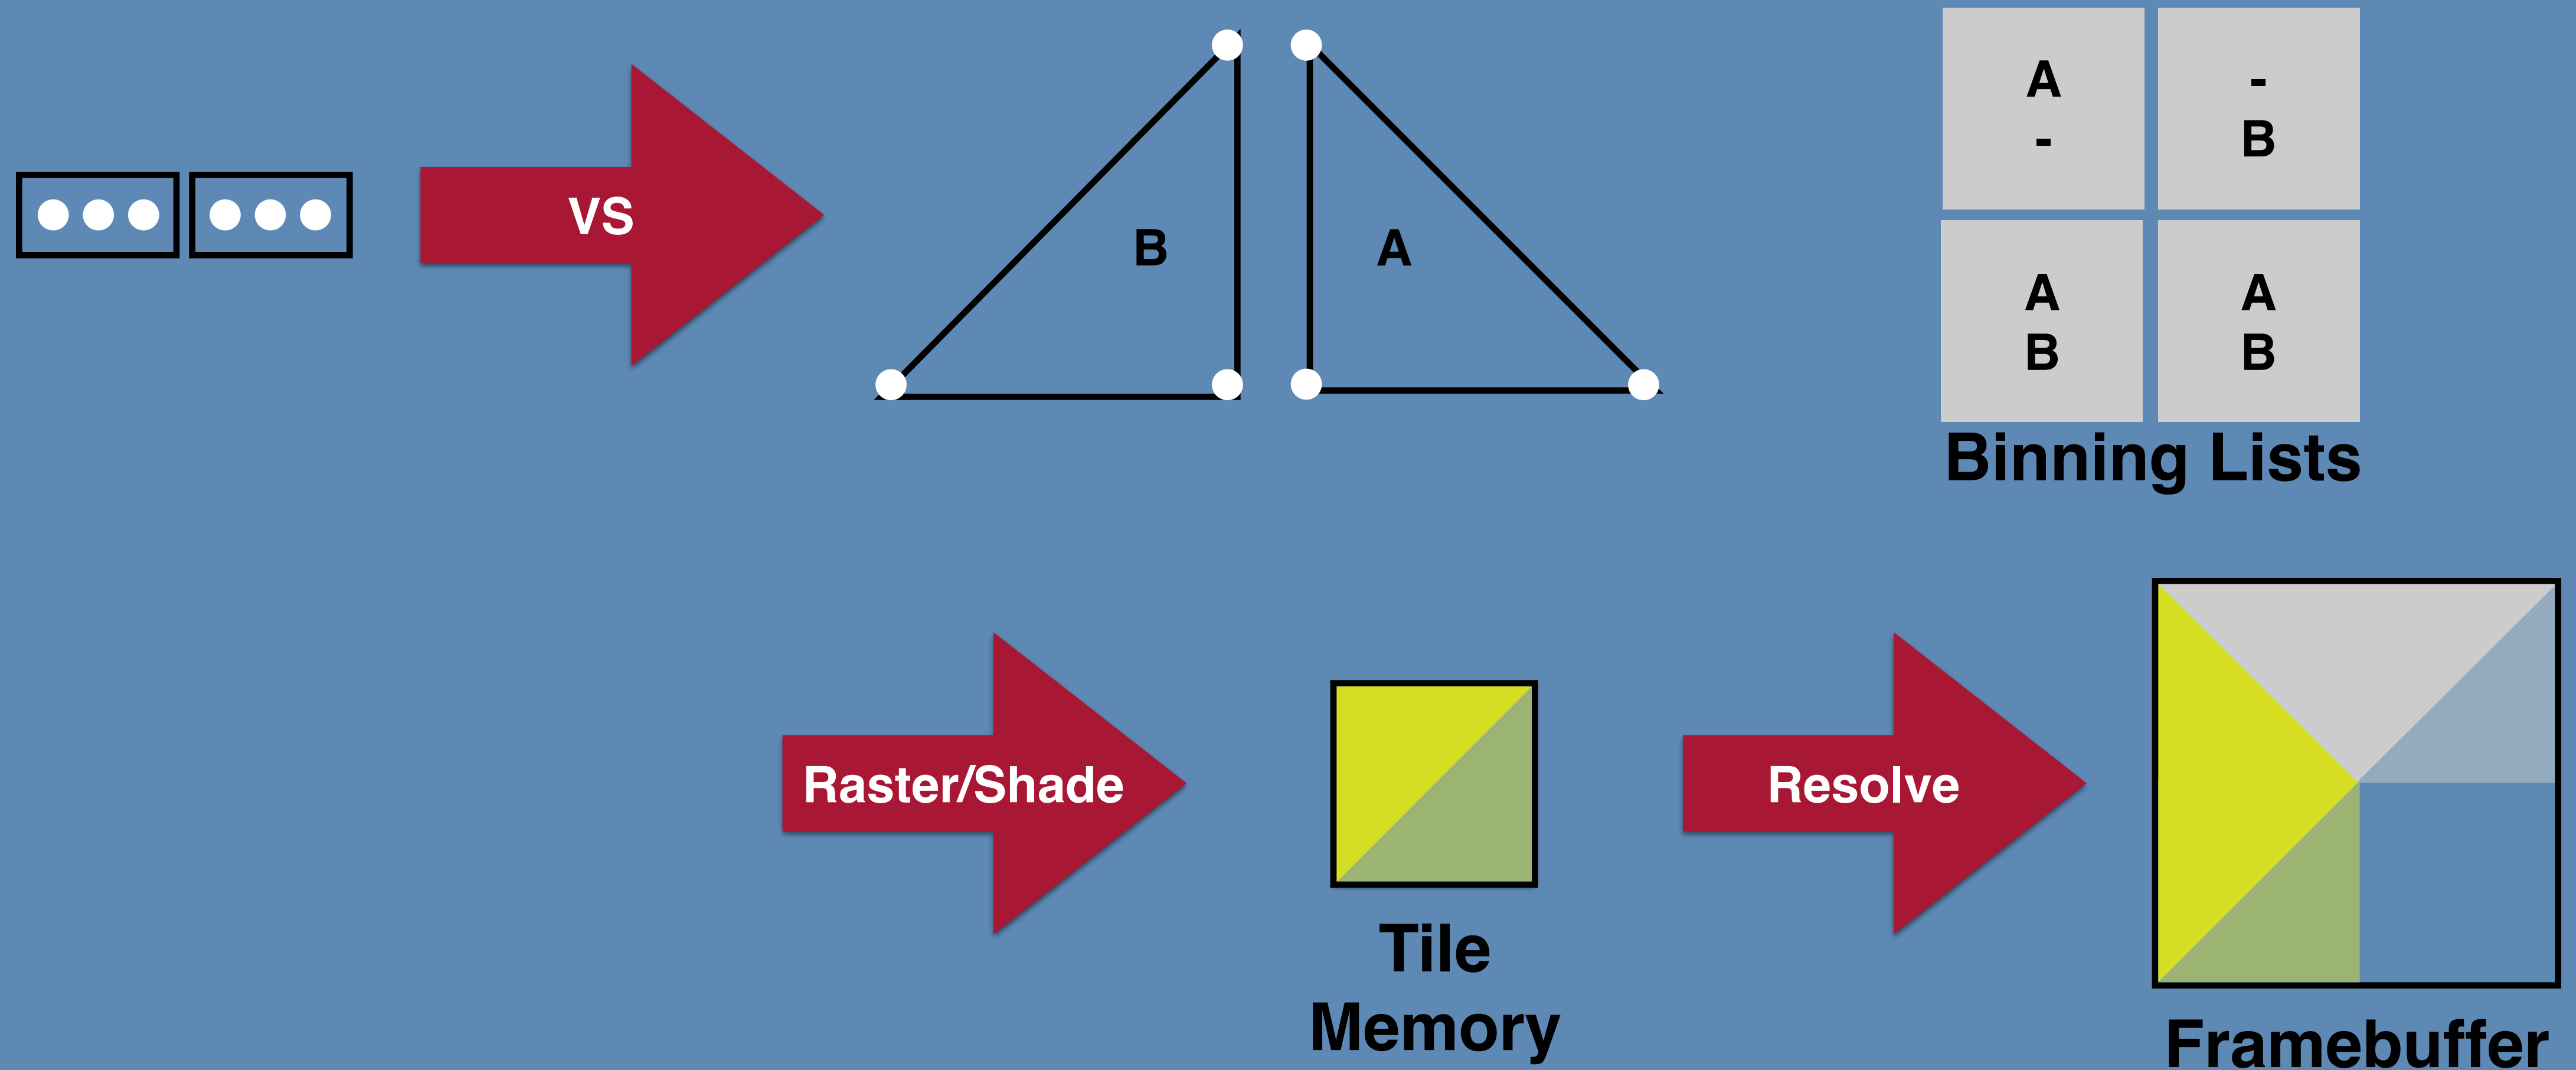 VS
B
A
A
-
-
B
A
B
A
B
Binning Lists
Raster/Shade
Tile
Memory
Resolve
Framebuffer